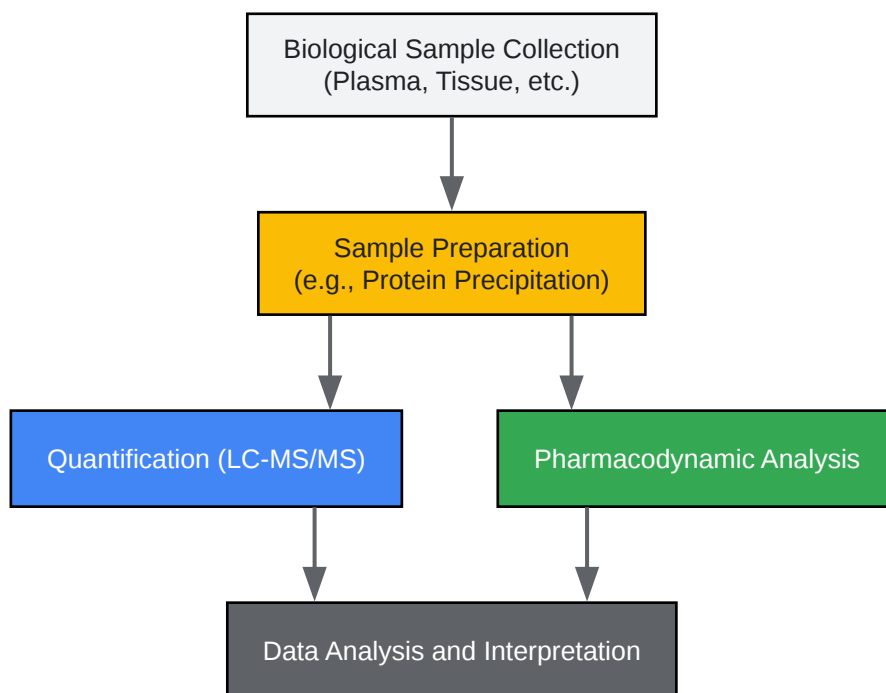 Biological Sample Collection
(Plasma, Tissue, etc.)
Sample Preparation
(e.g., Protein Precipitation)
Quantification (LC-MS/MS)
Pharmacodynamic Analysis
Data Analysis and Interpretation